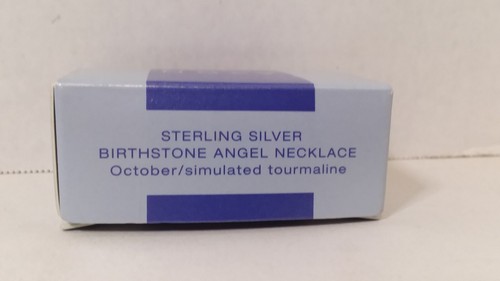 STERLING SILVER
BIRTHSTONE ANGEL NECKLACE
October/simulated tourmaline